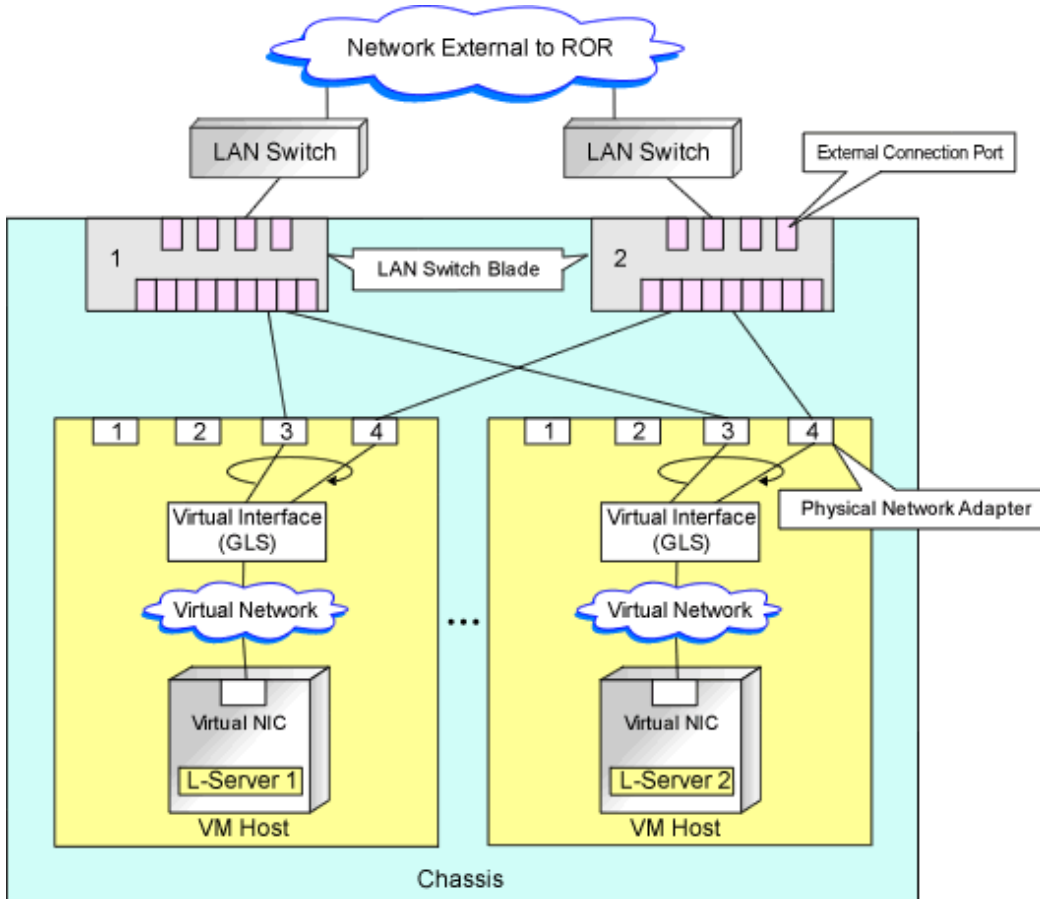 Network External to ROR
LAN Switch
LAN Switch
External Connection Port
1
LAN Switch Blade
2
1
2
3
4
1
2
3
4
Virtual Interface
(GLS)
Virtual Interface
(GLS)
Physical Network Adapter
Virtual Network
...
Virtual Network
Virtual NIC
Virtual NIC
L-Server 1
L-Server 2
VM Host
VM Host
Chassis